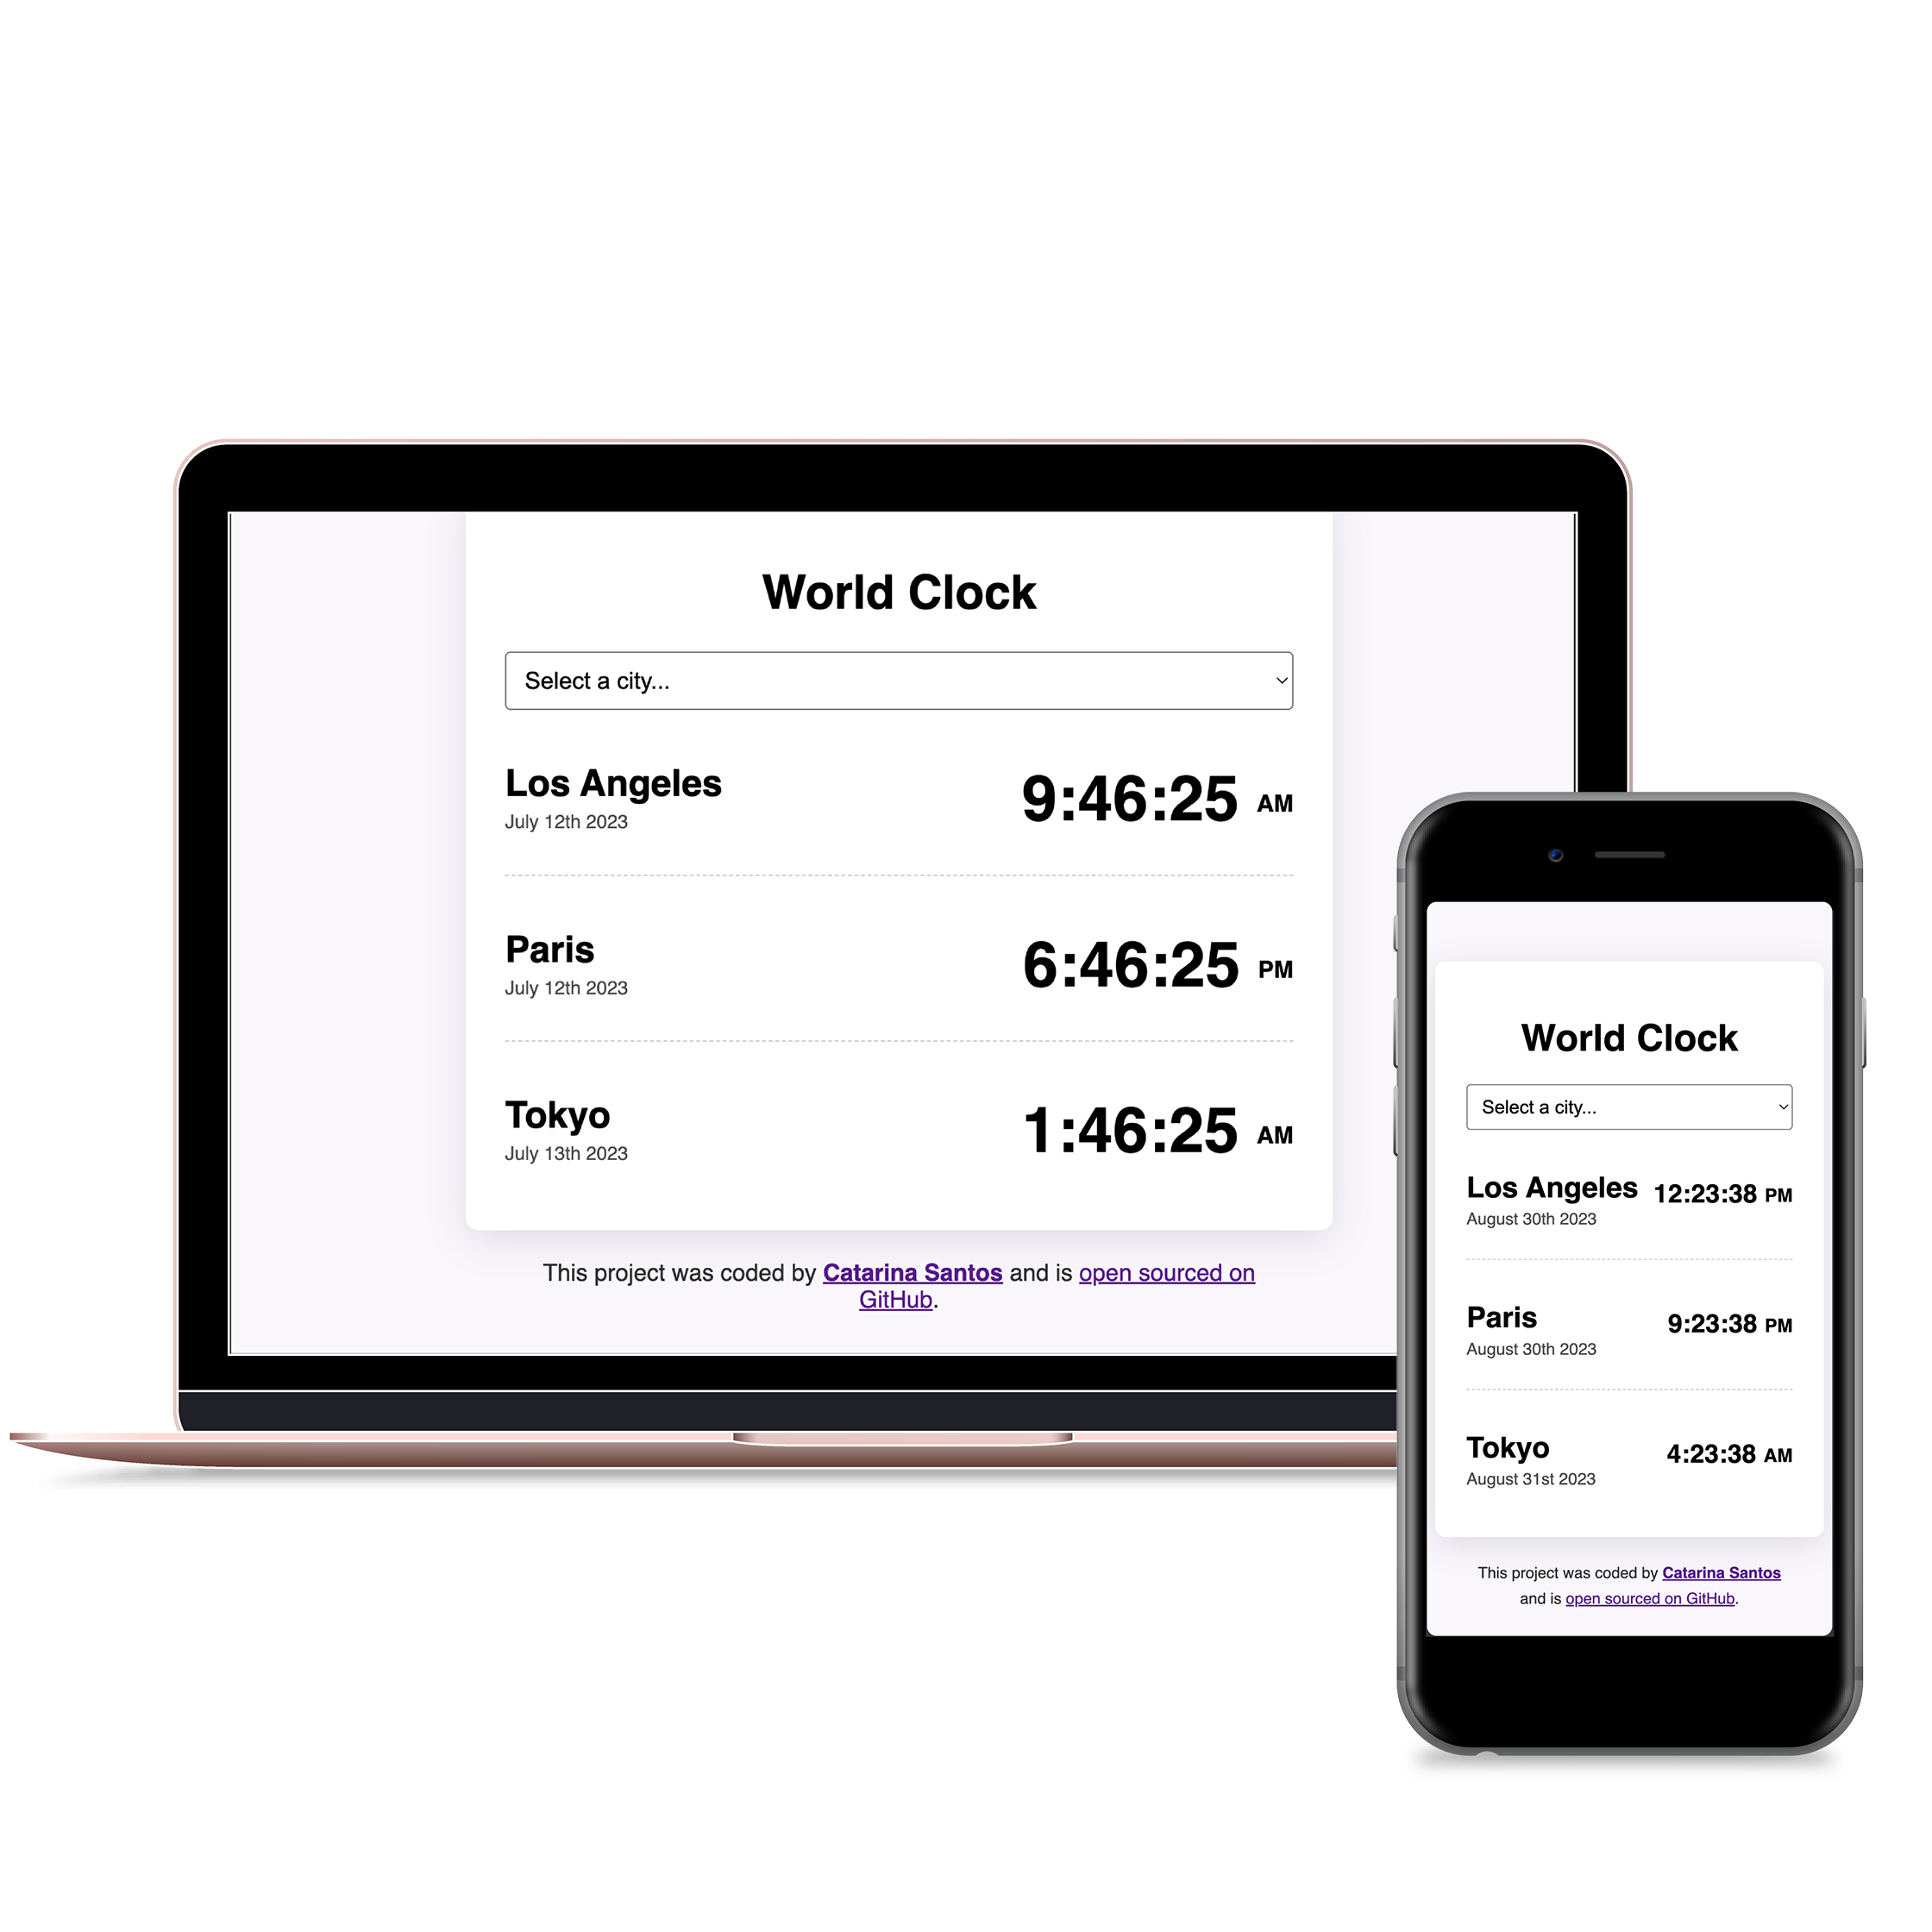 World Clock
Select a city...
Los Angeles 9:46:25 AM
July 12th 2023
Paris 6:46:25 PM
July 12th 2023
Tokyo 1:46:25 AM
July 13th 2023
This project was coded by Catarina Santos and is open sourced on
GitHub.
World Clock
Select a city...
Los Angeles 12:23:38 PM
August 30th 2023
Paris 9:23:38 PM
August 30th 2023
Tokyo 4:23:38 AM
August 31st 2023
This project was coded by Catarina Santos
and is open sourced on GitHub.